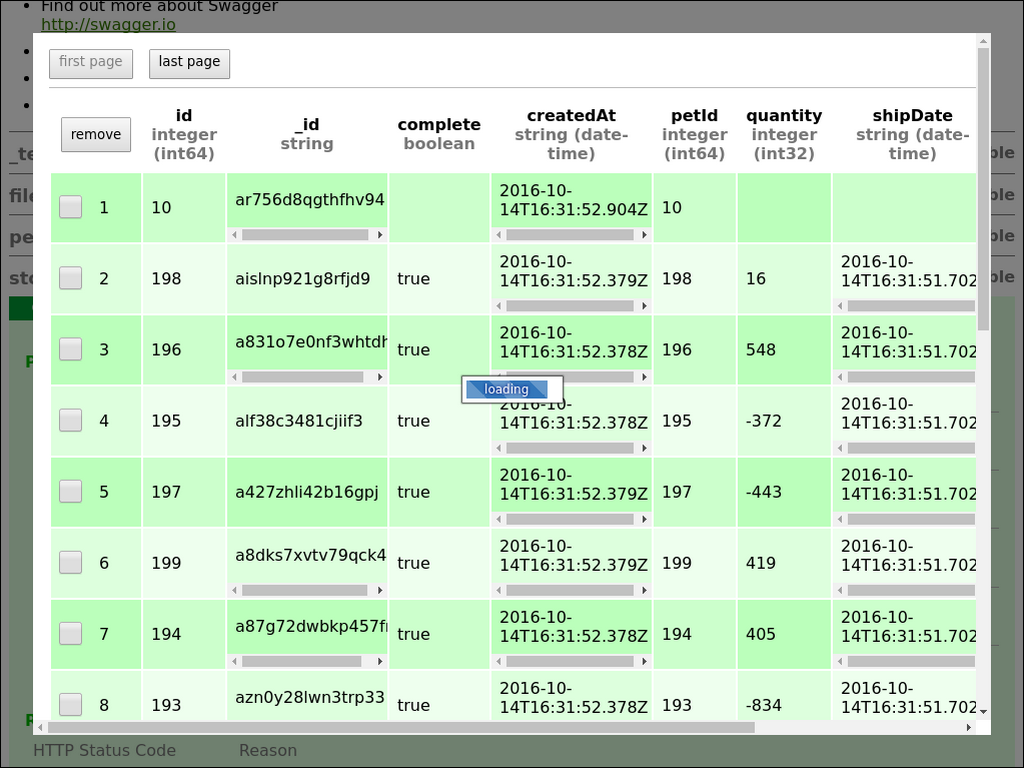 Find out more about Swagger
http://swagger.io
first page
last page
remove
id
integer
(int64)
_id
string
complete
boolean
createdAt
string (date-
time)
petId
integer
(int64)
quantity
integer
(int32)
shipDate
string (date-
time)
1
10
ar756d8qgthfhv94
2016-10-
14T16:31:52.904Z
10
2
198
aislnp921g8rfjd9
true
2016-10-
14T16:31:52.379Z
198
16
2016-10-
14T16:31:51.702
3
196
a831o7e0nf3whtdh
true
2016-10-
14T16:31:52.378Z
196
548
2016-10-
14T16:31:51.702
loading
4
195
alf38c3481cjiif3
true
2016-10-
14T16:31:52.378Z
195
-372
2016-10-
14T16:31:51.702
5
197
a427zhli42b16gpj
true
2016-10-
14T16:31:52.379Z
197
-443
2016-10-
14T16:31:51.702
6
199
a8dks7xvtv79qck4
true
2016-10-
14T16:31:52.379Z
199
419
2016-10-
14T16:31:51.702
7
194
a87g72dwbkp457f
true
2016-10-
14T16:31:52.378Z
194
405
2016-10-
14T16:31:51.702
8
193
azn0y28lwn3trp33
true
2016-10-
14T16:31:52.378Z
193
-834
2016-10-
14T16:31:51.702
HTTP Status Code
Reason